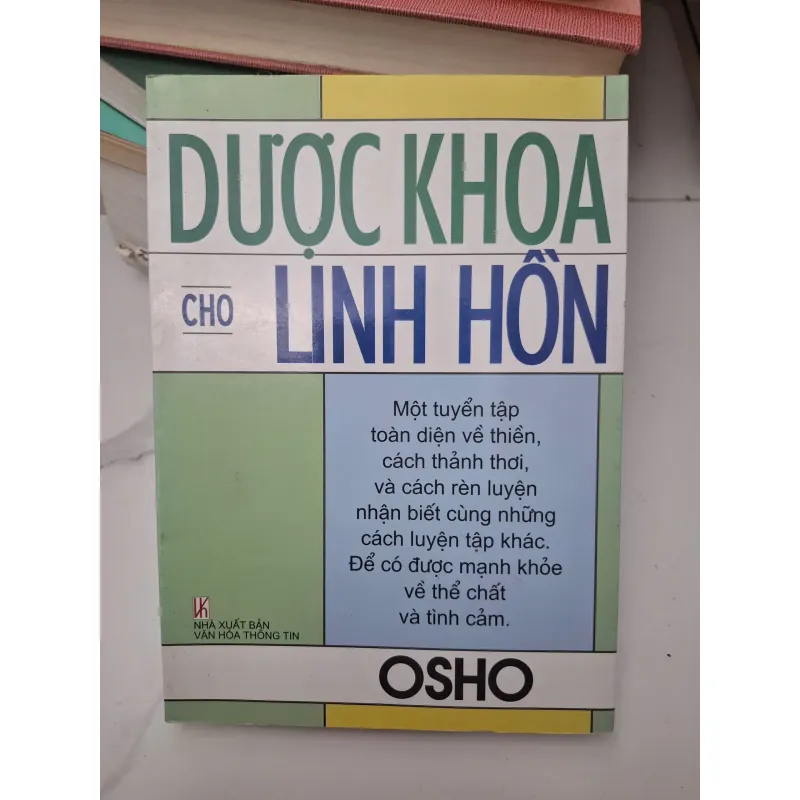 DƯỢC KHOA
CHO LINH HỒN
Một tuyển tập
toàn diện về thiền,
cách thảnh thơi,
và cách rèn luyện
nhận biết cùng những
cách luyện tập khác.
Để có được mạnh khỏe
về thể chất
và tình cảm.
NHÀ XUẤT BẢN
VĂN HÓA THÔNG TIN
OSHO